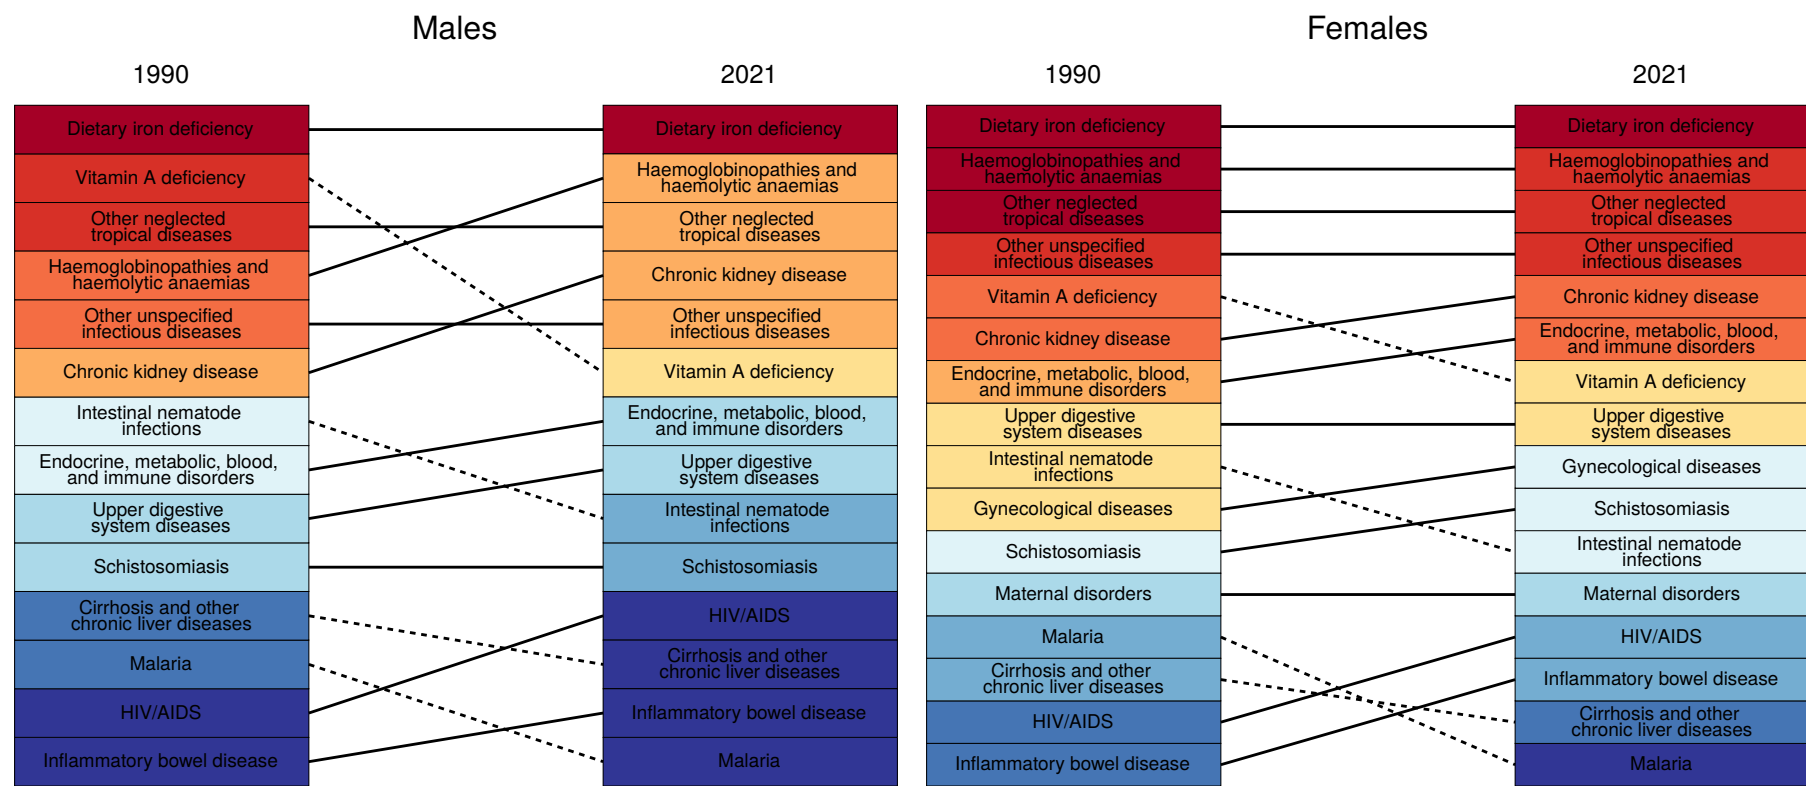 Males
1990
2021
Dietary iron deficiency
Vitamin A deficiency
Other neglected
tropical diseases
Haemoglobinopathies and
haemolytic anaemias
Other unspecified
infectious diseases
Chronic kidney disease
Intestinal nematode
infections
Endocrine, metabolic, blood,
and immune disorders
Upper digestive
system diseases
Schistosomiasis
Cirrhosis and other
chronic liver diseases
Malaria
HIV/AIDS
Inflammatory bowel disease
Dietary iron deficiency
Haemoglobinopathies and
haemolytic anaemias
Other neglected
tropical diseases
Chronic kidney disease
Other unspecified
infectious diseases
Vitamin A deficiency
Endocrine, metabolic, blood,
and immune disorders
Upper digestive
system diseases
Intestinal nematode
infections
Schistosomiasis
HIV/AIDS
Cirrhosis and other
chronic liver diseases
Inflammatory bowel disease
Malaria
Females
1990
2021
Dietary iron deficiency
Haemoglobinopathies and
haemolytic anaemias
Other neglected
tropical diseases
Other unspecified
infectious diseases
Vitamin A deficiency
Chronic kidney disease
Endocrine, metabolic, blood,
and immune disorders
Upper digestive
system diseases
Intestinal nematode
infections
Gynecological diseases
Schistosomiasis
Maternal disorders
Malaria
Cirrhosis and other
chronic liver diseases
HIV/AIDS
Inflammatory bowel disease
Dietary iron deficiency
Haemoglobinopathies and
haemolytic anaemias
Other neglected
tropical diseases
Other unspecified
infectious diseases
Chronic kidney disease
Endocrine, metabolic, blood,
and immune disorders
Vitamin A deficiency
Upper digestive
system diseases
Gynecological diseases
Schistosomiasis
Intestinal nematode
infections
Maternal disorders
HIV/AIDS
Inflammatory bowel disease
Cirrhosis and other
chronic liver diseases
Malaria